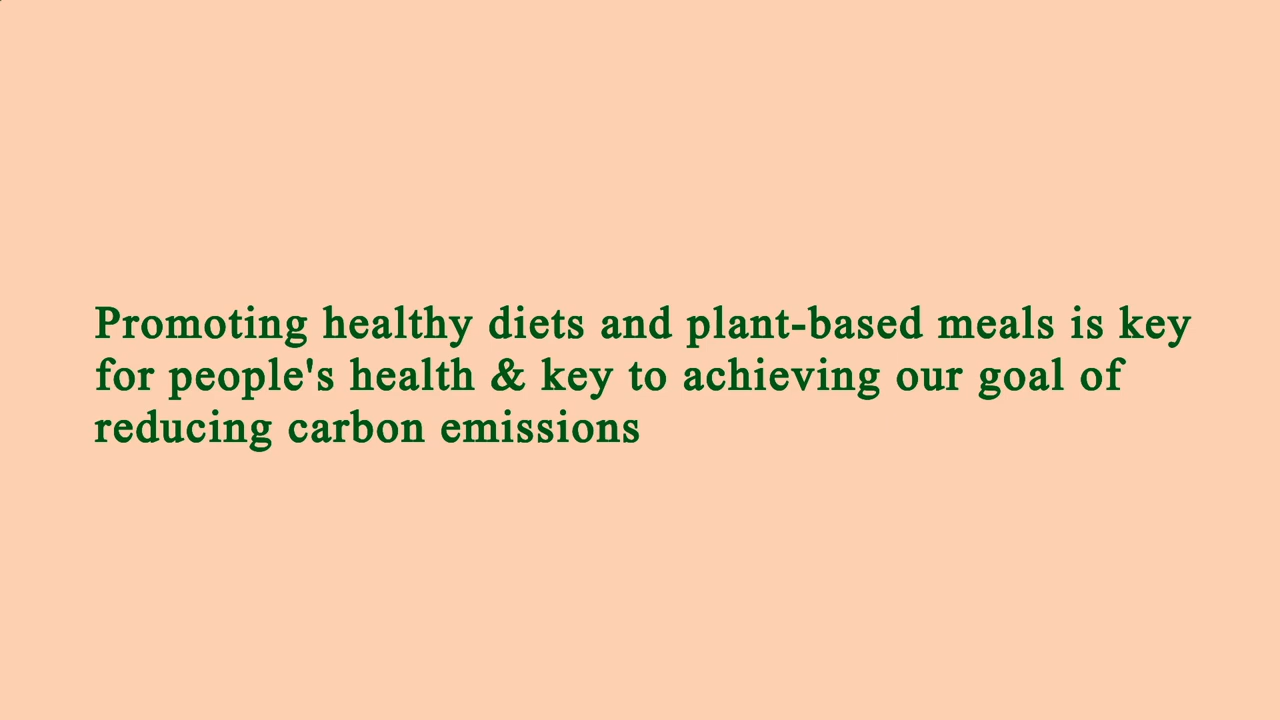 Promoting healthy diets and plant-based meals is key
for people's health & key to achieving our goal of
reducing carbon emissions